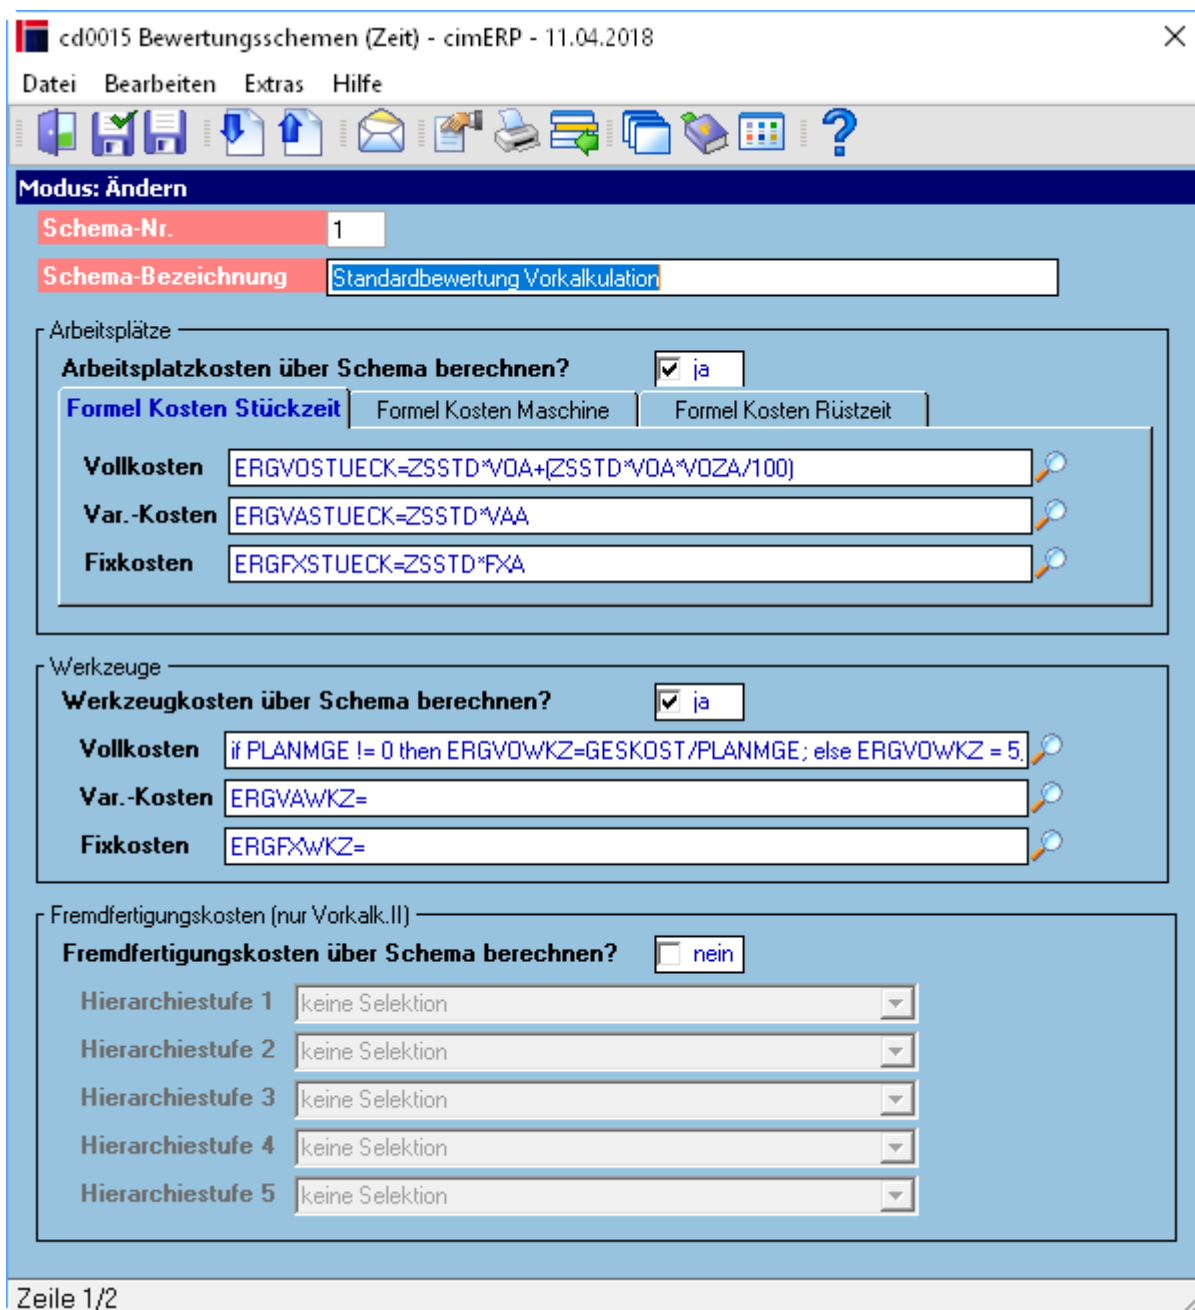 cd0015 Bewertungsschemen (Zeit) - cimERP - 11.04.2018
Datei Bearbeiten Extras Hilfe
Modus: Ändern
Schema-Nr. 1
Schema-Bezeichnung Standardbewertung Vorkalkulation
Arbeitsplätze
Arbeitsplatzkosten über Schema berechnen? ja
Formel Kosten Stückzeit Formel Kosten Maschine Formel Kosten Rüstzeit
Vollkosten ERGVOSTUECK=ZSSTD*VOA+(ZSSTD*VOA*VOZA/100)
Var.-Kosten ERGVASTUECK=ZSSTD*VAA
Fixkosten ERGFXSTUECK=ZSSTD*FXA
Werkzeuge
Werkzeugkosten über Schema berechnen? ja
Vollkosten if PLANMGE != 0 then ERGVOWKZ=GESKOST/PLANMGE; else ERGVOWKZ = 5
Var.-Kosten ERGVAWKZ=
Fixkosten ERGFXWKZ=
Fremdfertigungskosten (nur Vorkalk.II)
Fremdfertigungskosten über Schema berechnen? nein
Hierarchiestufe 1 keine Selektion
Hierarchiestufe 2 keine Selektion
Hierarchiestufe 3 keine Selektion
Hierarchiestufe 4 keine Selektion
Hierarchiestufe 5 keine Selektion
Zeile 1/2